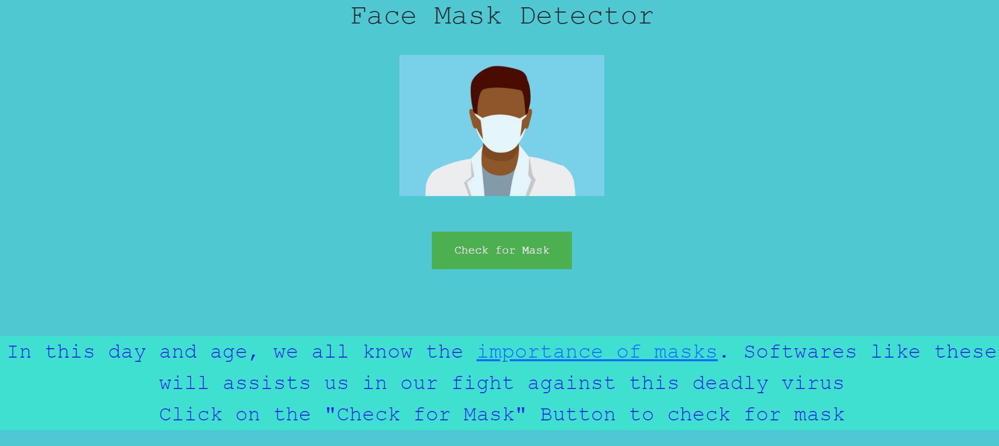 Face Mask Detector
Check for Mask
In this day and age, we all know the importance of masks. Softwares like these
will assists us in our fight against this deadly virus
Click on the "Check for Mask" Button to check for mask